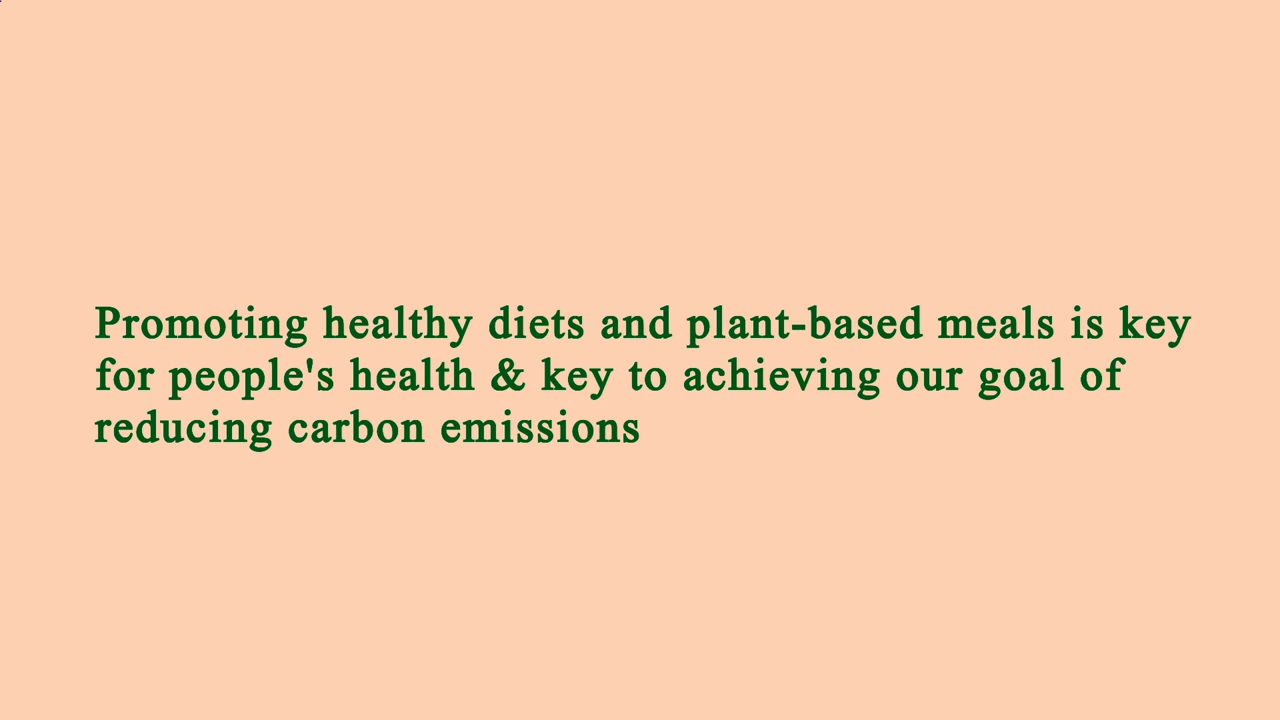 Promoting healthy diets and plant-based meals is key
for people's health & key to achieving our goal of
reducing carbon emissions